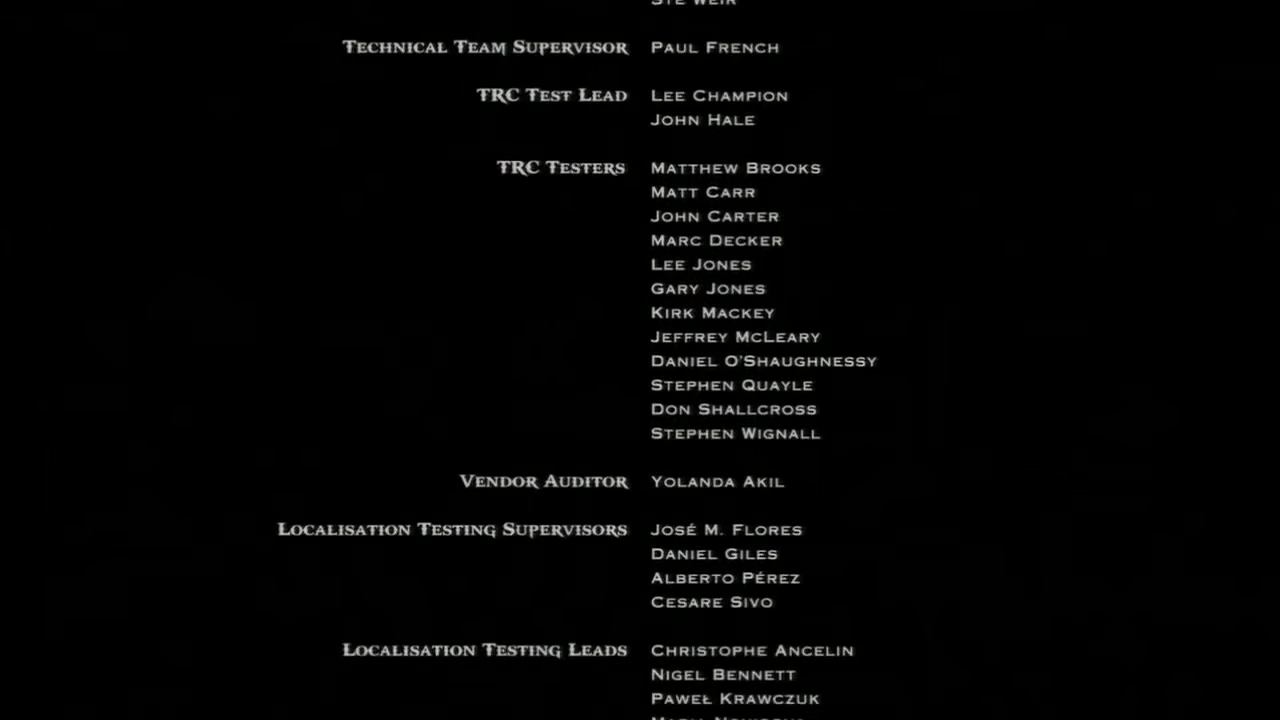 Ste Weir
Technical Team Supervisor Paul French
TRC Test Lead Lee Champion
John Hale
TRC Testers Matthew Brooks
Matt Carr
John Carter
Marc Decker
Lee Jones
Gary Jones
Kirk Mackey
Jeffrey McLeary
Daniel O'Shaughnessy
Stephen Quayle
Don Shallcross
Stephen Wignall
Vendor Auditor Yolanda Akil
Localisation Testing Supervisors José M. Flores
Daniel Giles
Alberto Pérez
Cesare Sivo
Localisation Testing Leads Christophe Ancelin
Nigel Bennett
Paweł Krawczuk